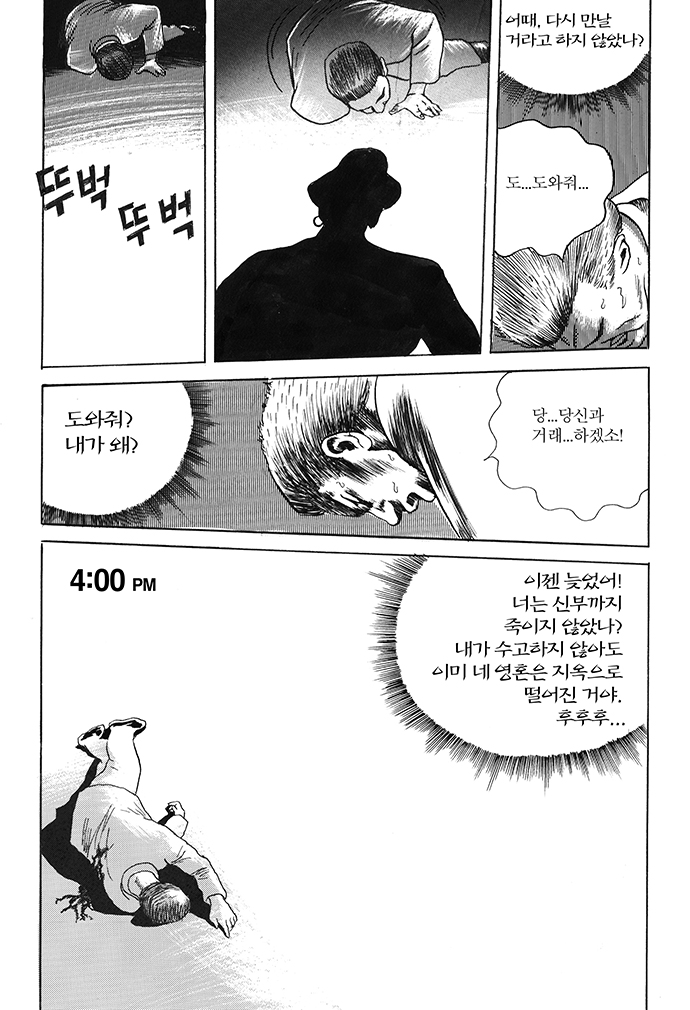 뚜벅
뚜벅
어때, 다시 만날
거라고 하지 않았나?
도...도와줘...
도와줘?
내가 왜?
당...당신과
거래...하겠소!
4:00 PM
이젠 늦었어!
너는 신부까지
죽이지 않았나?
내가 수고하지 않아도
이미 네 영혼은 지옥으로
떨어진 거야.
후후후...